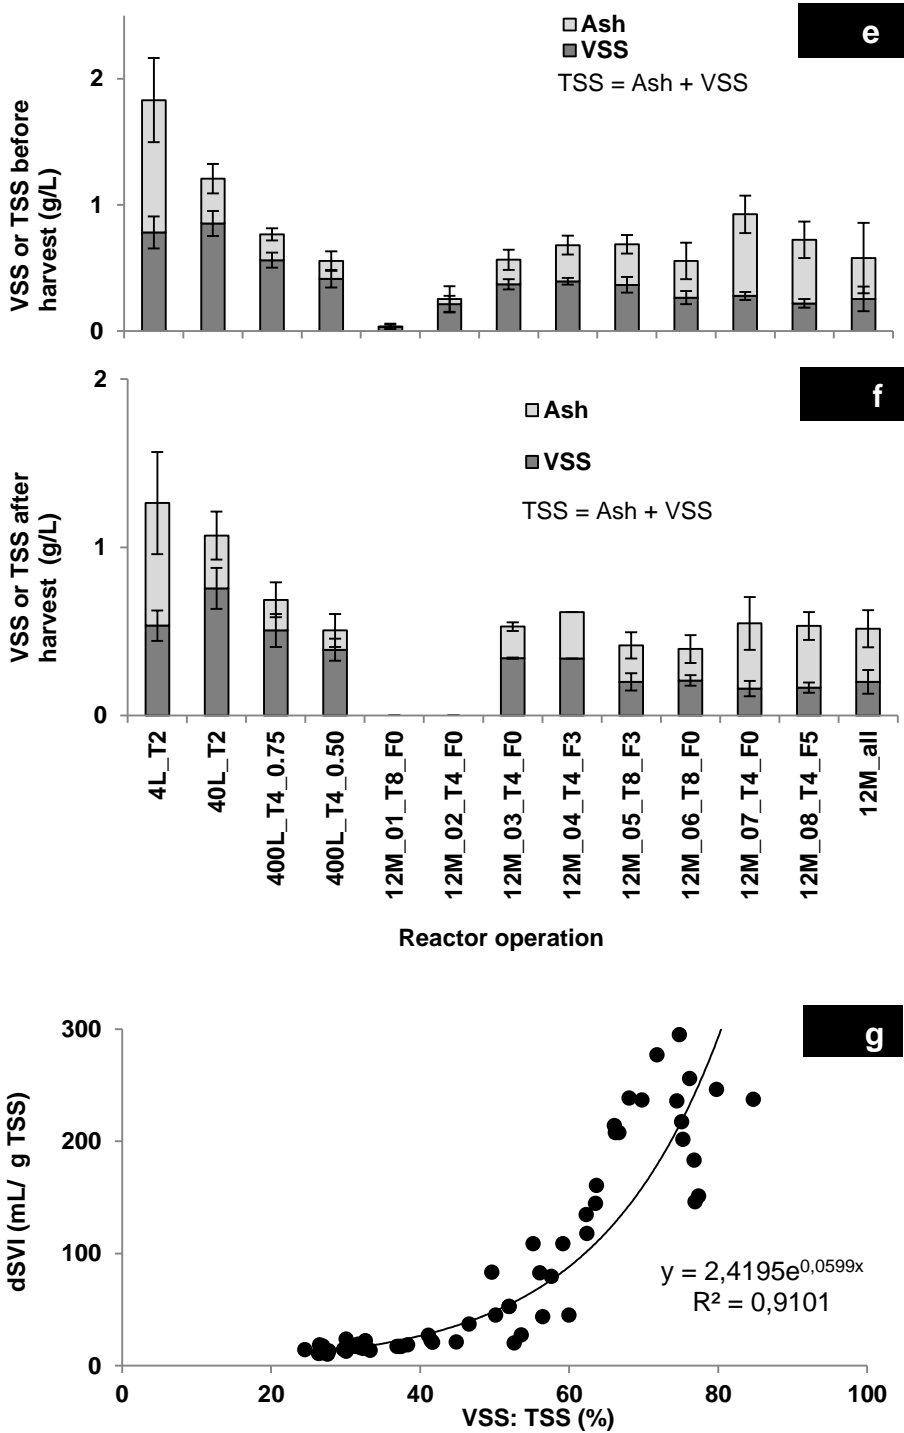 e
Ash
VSS
TSS = Ash + VSS
VSS or TSS before
harvest (g/L)
2
1
0
f
Ash
VSS
TSS = Ash + VSS
VSS or TSS after
harvest (g/L)
2
1
0
4L_T2
40L_T2
400L_T4_0.75
400L_T4_0.50
12M_01_T8_F0
12M_02_T4_F0
12M_03_T4_F0
12M_04_T4_F3
12M_05_T8_F3
12M_06_T8_F0
12M_07_T4_F0
12M_08_T4_F5
12M_all
Reactor operation
g
dSVI (mL/ g TSS)
300
200
100
0
y = 2,4195e^0,0599x
R² = 0,9101
0 20 40 60 80 100
VSS: TSS (%)